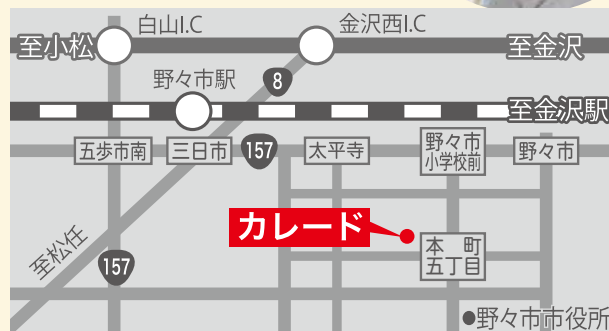 白山I.C
金沢西I.C
至小松
至金沢
野々市駅
8
至金沢駅
五歩市南
三日市
157
太平寺
野々市
小学校前
野々市
カレード
本 町
五丁目
至松任
157
●野々市市役所